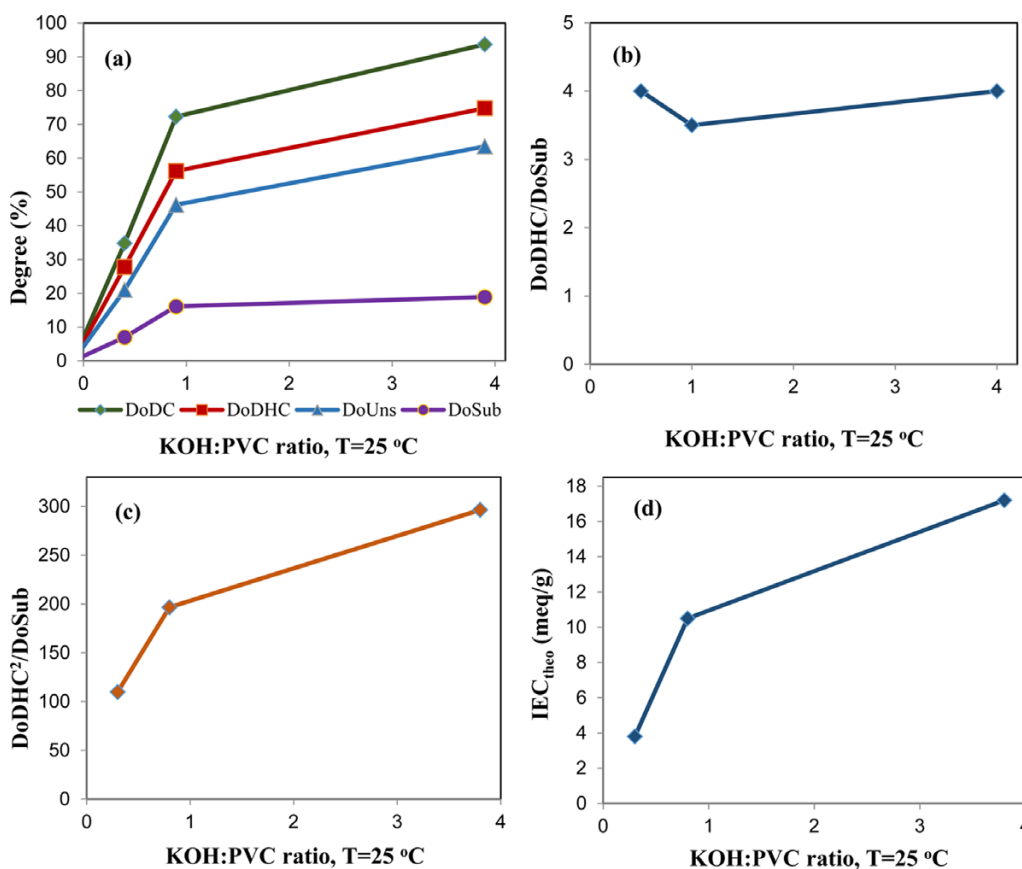 (a)
Degree (%)
100
90
80
70
60
50
40
30
20
10
0
0 1 2 3 4
DoDC DoDHC DoUns DoSub
KOH:PVC ratio, T=25 °C
(b)
DoDHC/DoSub
5
4
3
2
1
0
0 1 2 3 4
KOH:PVC ratio, T=25 °C
(c)
DoDHC²/DoSub
300
250
200
150
100
50
0
0 1 2 3 4
KOH:PVC ratio, T=25 °C
(d)
IECtheo (meq/g)
18
16
14
12
10
8
6
4
2
0
0 1 2 3 4
KOH:PVC ratio, T=25 °C